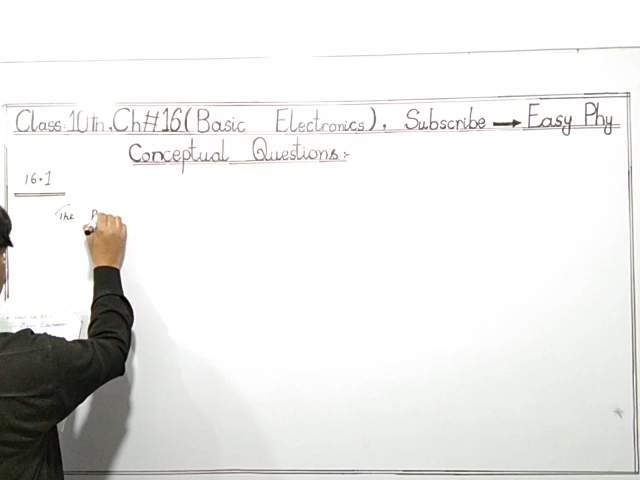 Class:10th, Ch#16(Basic Electronics), Subscribe → Easy Phy
Conceptual Questions:-
16.1
The P